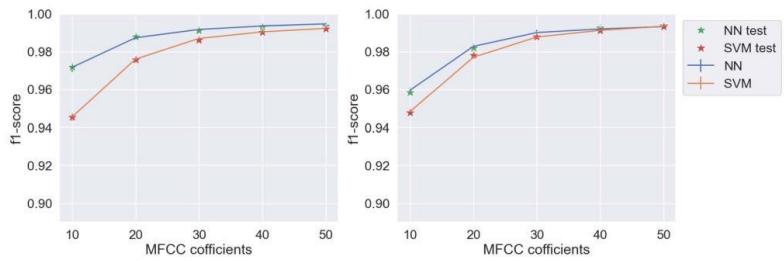 1.00
0.98
0.96
0.94
0.92
0.90
f1-score
10 20 30 40 50
MFCC cofficients
1.00
0.98
0.96
0.94
0.92
0.90
f1-score
10 20 30 40 50
MFCC cofficients
NN test
SVM test
NN
SVM